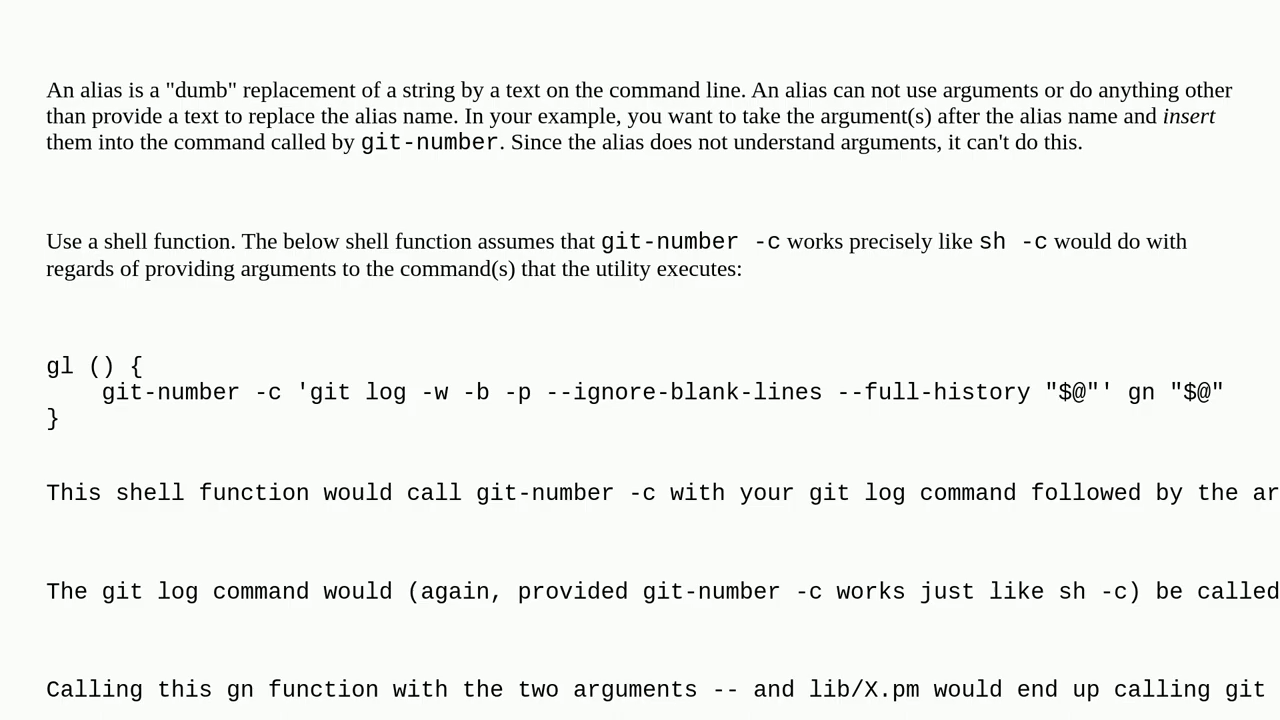 An alias is a "dumb" replacement of a string by a text on the command line. An alias can not use arguments or do anything other
than provide a text to replace the alias name. In your example, you want to take the argument(s) after the alias name and insert
them into the command called by git-number. Since the alias does not understand arguments, it can't do this.
Use a shell function. The below shell function assumes that git-number -c works precisely like sh -c would do with
regards of providing arguments to the command(s) that the utility executes:
gl () {
    git-number -c 'git log -w -b -p --ignore-blank-lines --full-history "$@"' gn "$@"
}
This shell function would call git-number -c with your git log command followed by the ar
The git log command would (again, provided git-number -c works just like sh -c) be called
Calling this gn function with the two arguments -- and lib/X.pm would end up calling git